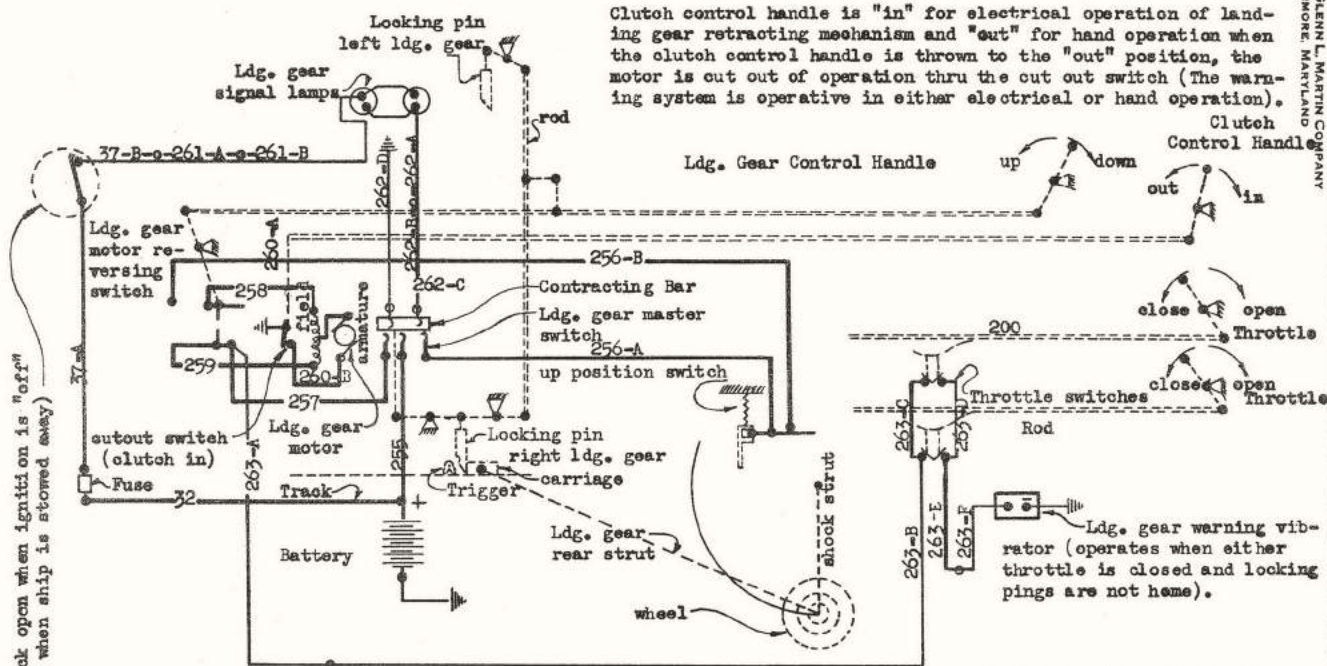 Clutch control handle is "in" for electrical operation of land-
ing gear retracting mechanism and "out" for hand operation when
the clutch control handle is thrown to the "out" position, the
motor is cut out of operation thru the cut out switch (The warn-
ing system is operative in either electrical or hand operation).
GLENN L. MARTIN COMPANY
MORE, MARYLAND
Locking pin
left ldg. gear
Ldg. gear
signal lamps
rod
37-B-o-261-A-o-261-B
262-D
262-B-o-262-A
Ldg. Gear Control Handle
up
down
Clutch
Control Handle
out
in
Ldg. gear
motor re-
versing
switch
260-A
256-B
262-C
Contracting Bar
Ldg. gear master
switch
258
field
armature
256-A
up position switch
259
260-B
257
37-A
cutout switch
(clutch in)
Ldg. gear
motor
263-A
255
Locking pin
right ldg. gear
carriage
Trigger
Fuse
32
Track
+
Battery
Ldg. gear
rear strut
shock strut
wheel
close
open
Throttle
200
close
open
Throttle
Throttle switches
Rod
263-C
263-D
263-B
263-E
263-F
Ldg. gear warning vib-
rator (operates when either
throttle is closed and locking
pings are not home).
ck open when ignition is "off"
when ship is stowed away)